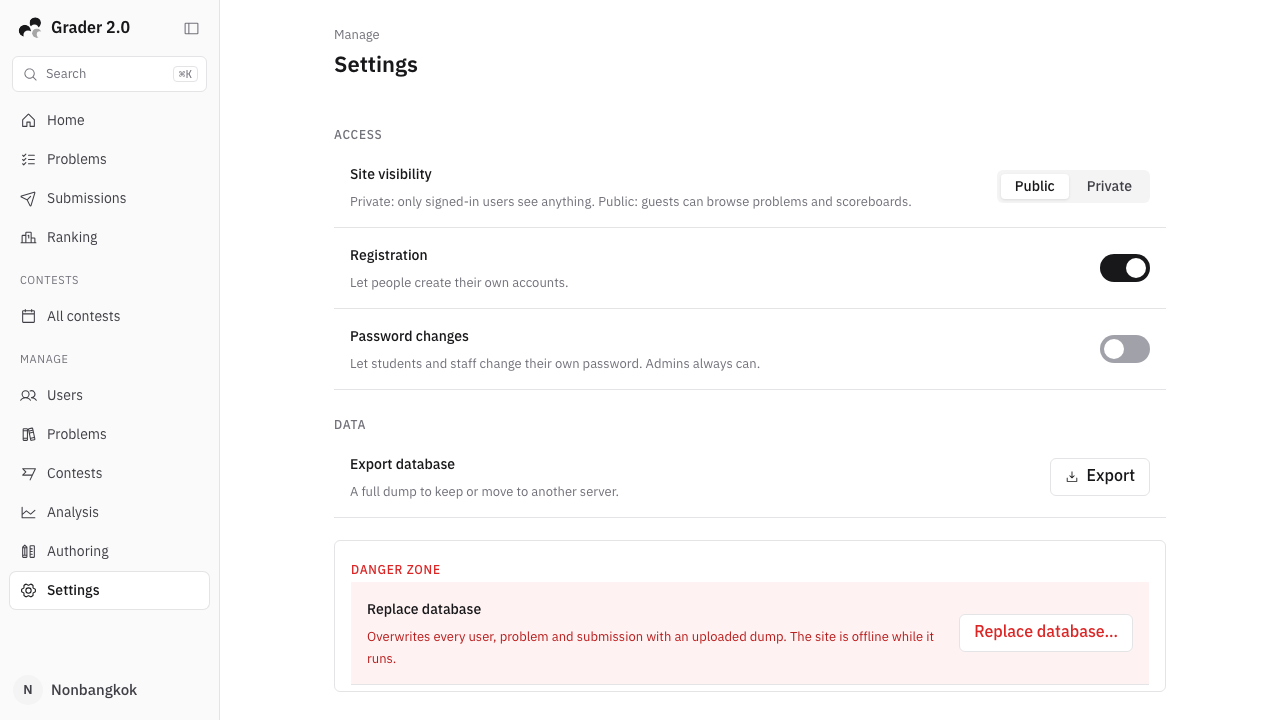 Grader 2.0
Search
⌘K
Home
Problems
Submissions
Ranking
CONTESTS
All contests
MANAGE
Users
Problems
Contests
Analysis
Authoring
Settings
N
Nonbangkok
Manage
Settings
ACCESS
Site visibility
Private: only signed-in users see anything. Public: guests can browse problems and scoreboards.
Public
Private
Registration
Let people create their own accounts.
Password changes
Let students and staff change their own password. Admins always can.
DATA
Export database
A full dump to keep or move to another server.
Export
DANGER ZONE
Replace database
Overwrites every user, problem and submission with an uploaded dump. The site is offline while it
runs.
Replace database...